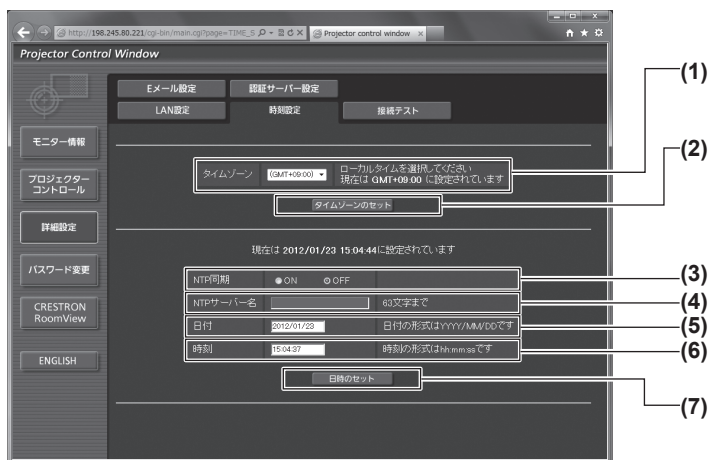 http://198.245.80.221/cgi-bin/main.cgi?page=TIME_S
Projector control window
Projector Control Window
Eメール設定 認証サーバー設定
LAN設定 時刻設定 接続テスト
モニター情報
プロジェクター
コントロール
詳細設定
パスワード変更
CRESTRON
RoomView
ENGLISH
タイムゾーン (GMT+09:00) ローカルタイムを選択してください
現在は GMT+09:00 に設定されています
タイムゾーンのセット
現在は 2012/01/23 15:04:44に設定されています
NTP同期 ON OFF
NTPサーバー名 63文字まで
日付 2012/01/23 日付の形式はYYYY/MM/DDです
時刻 15:04:37 時刻の形式はhh:mm:ssです
日時のセット
(1)
(2)
(3)
(4)
(5)
(6)
(7)